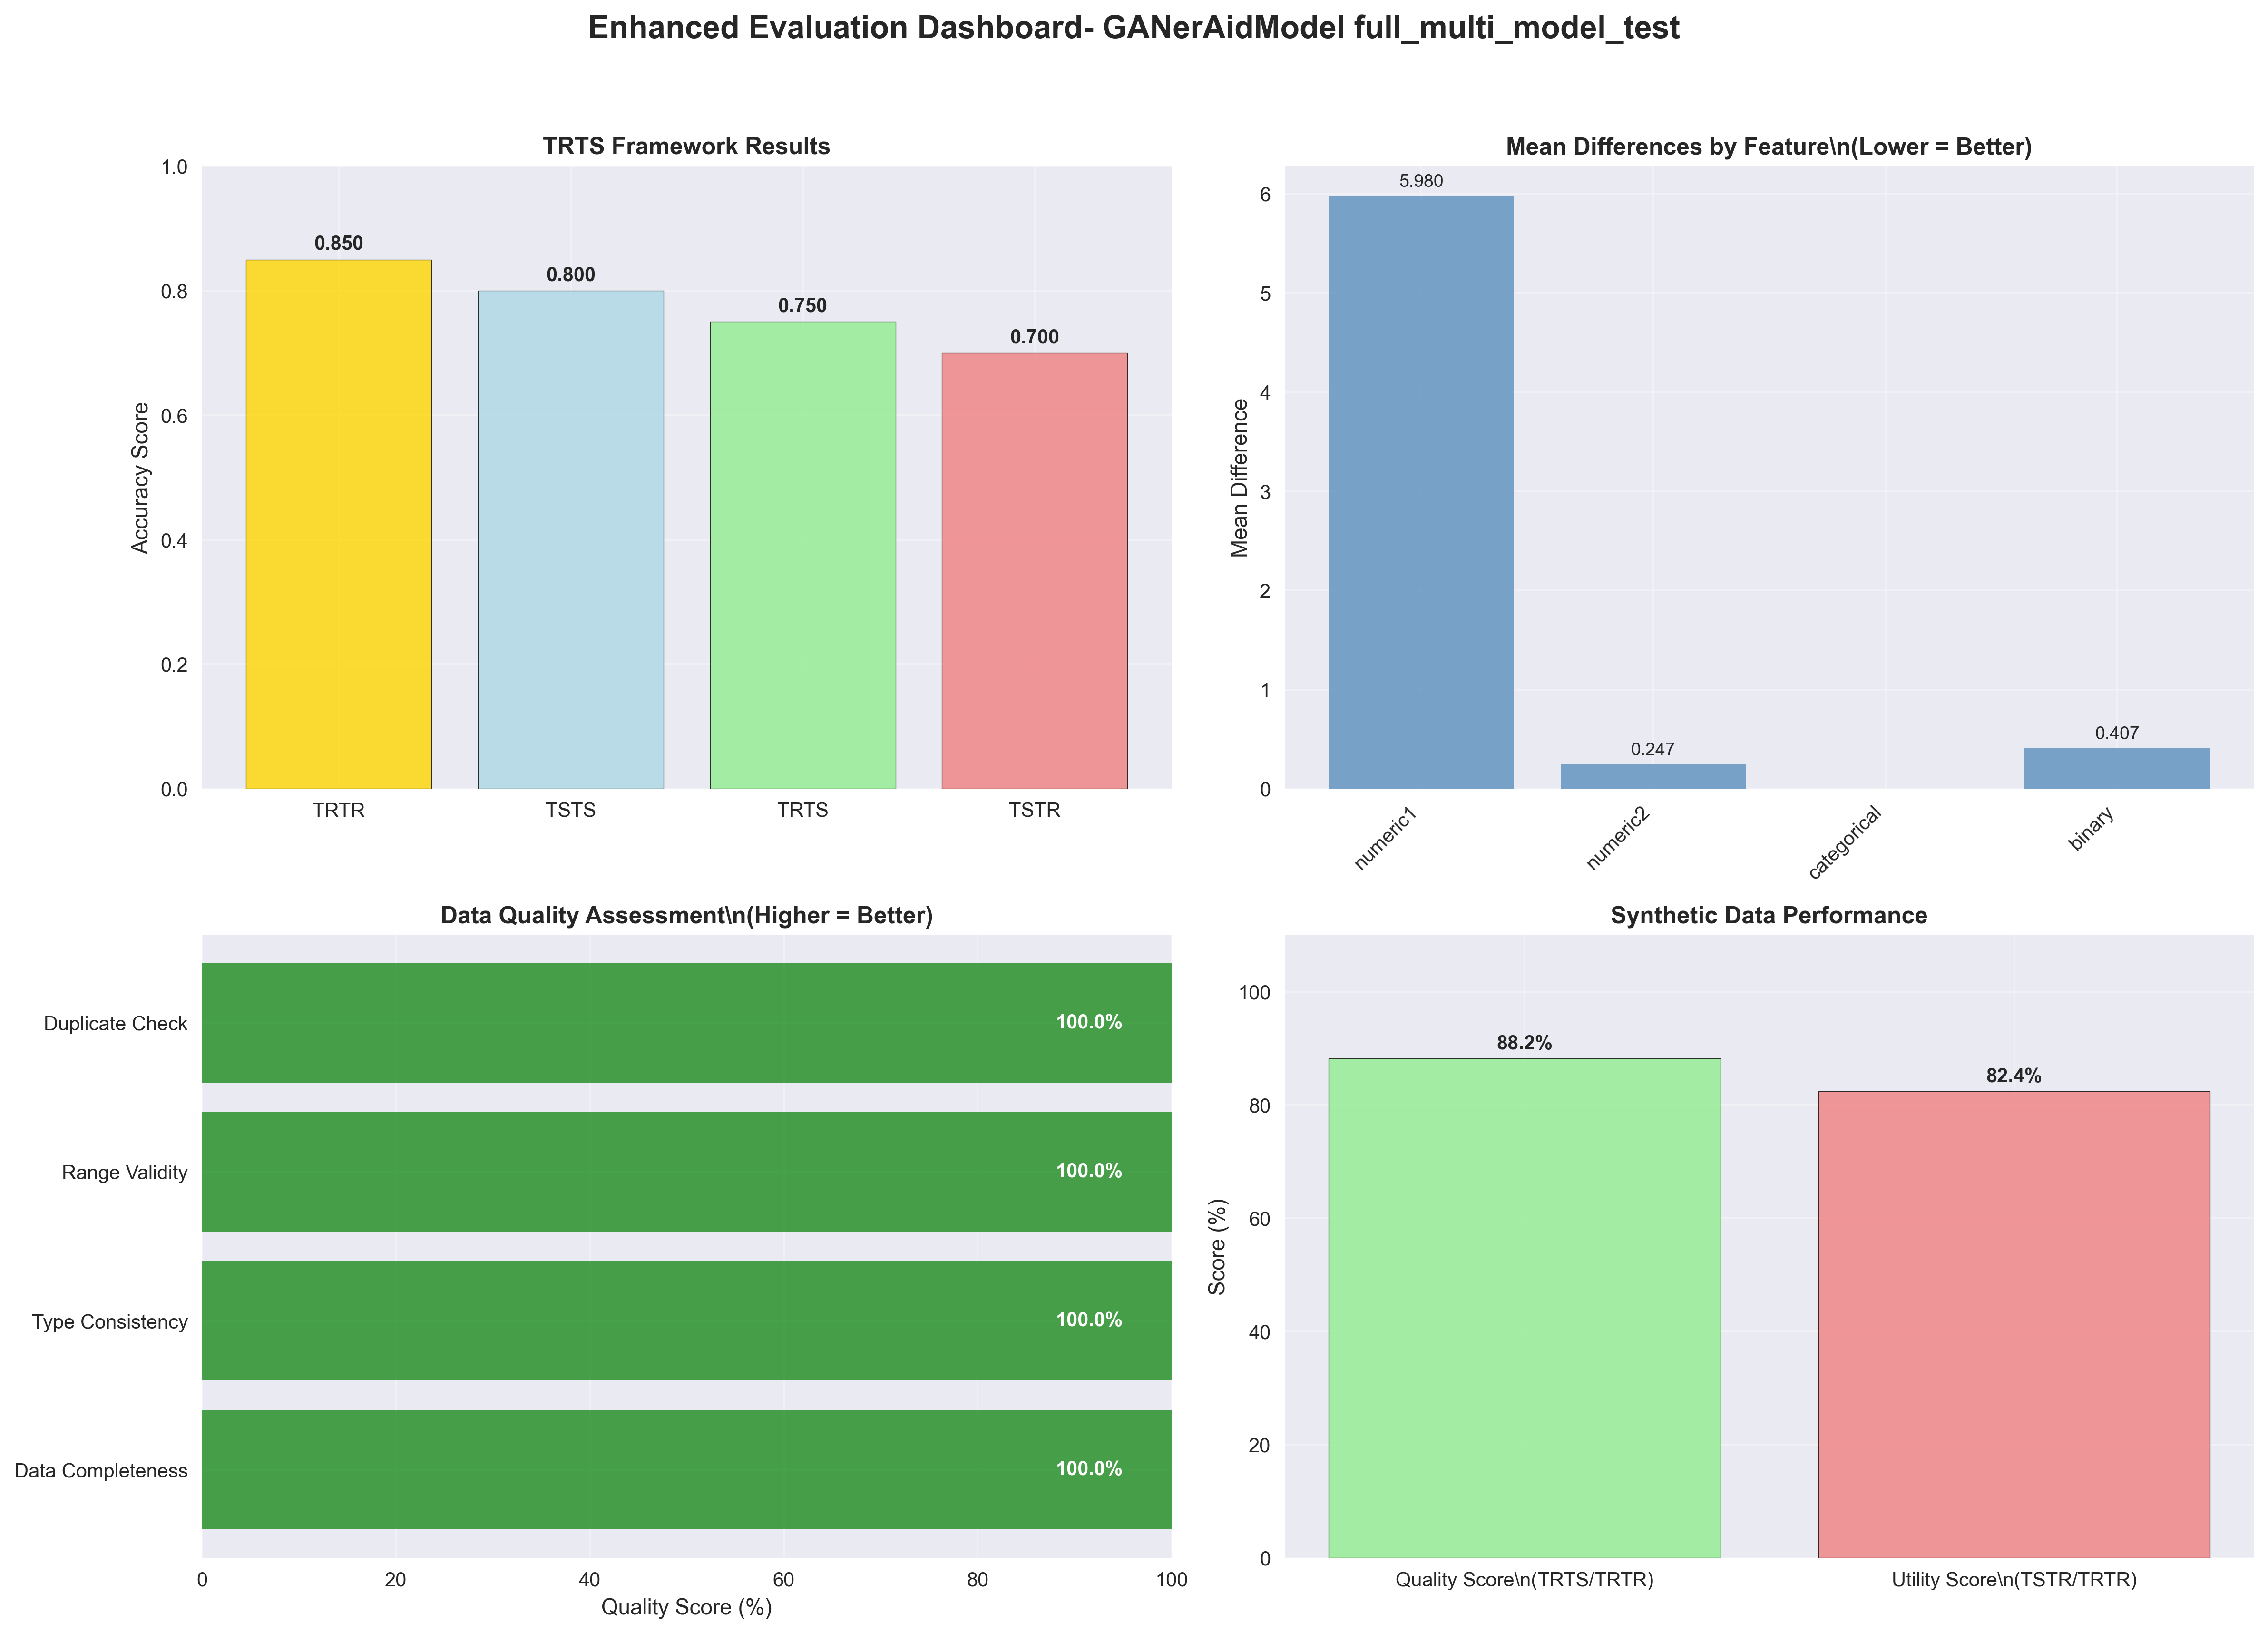 Enhanced Evaluation Dashboard- GANerAidModel full_multi_model_test
TRTS Framework Results
Accuracy Score
1.0
0.8
0.6
0.4
0.2
0.0
0.850
0.800
0.750
0.700
TRTR
TSTS
TRTS
TSTR
Mean Differences by Feature\n(Lower = Better)
Mean Difference
6
5
4
3
2
1
0
5.980
0.247
0.407
numeric1
numeric2
categorical
binary
Data Quality Assessment\n(Higher = Better)
Duplicate Check
100.0%
Range Validity
100.0%
Type Consistency
100.0%
Data Completeness
100.0%
0
20
40
60
80
100
Quality Score (%)
Synthetic Data Performance
Score (%)
100
80
60
40
20
0
88.2%
82.4%
Quality Score\n(TRTS/TRTR)
Utility Score\n(TSTR/TRTR)